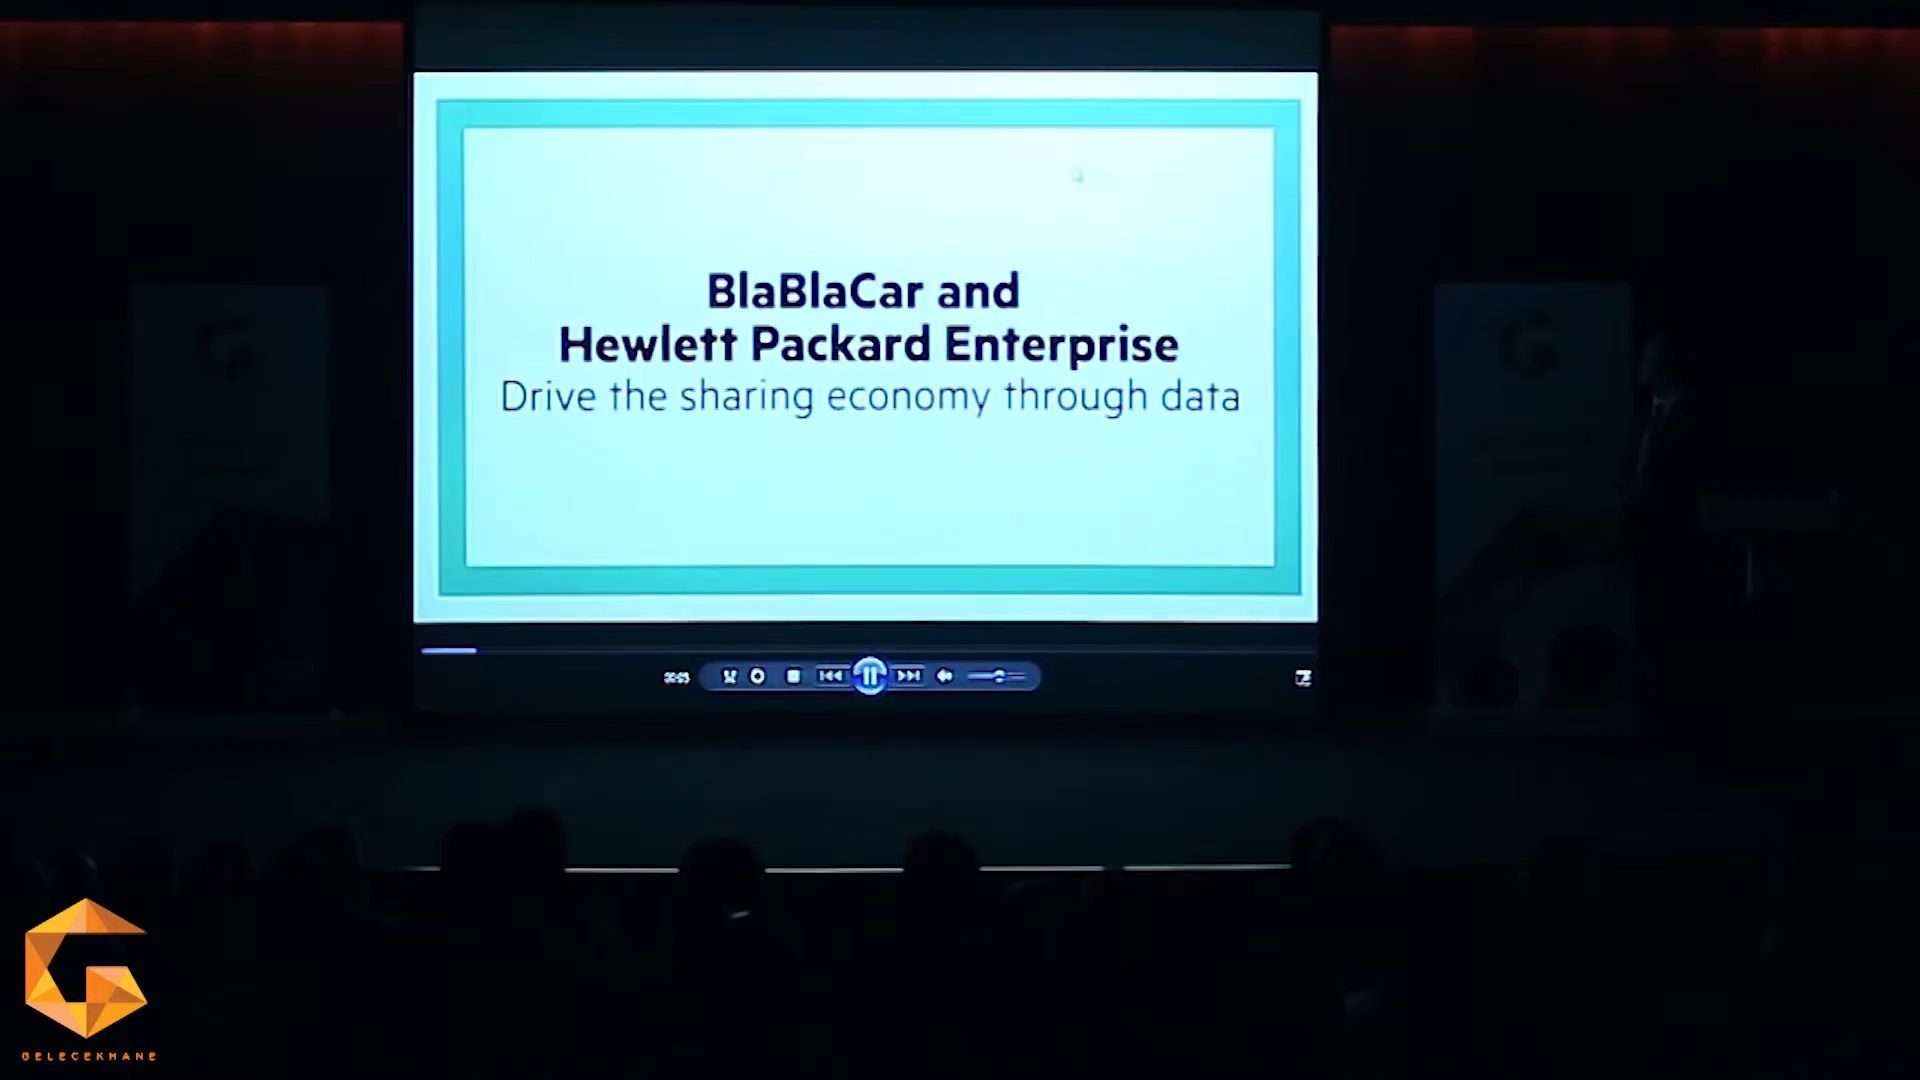 BlaBlaCar and
Hewlett Packard Enterprise
Drive the sharing economy through data
GELECEKHANE